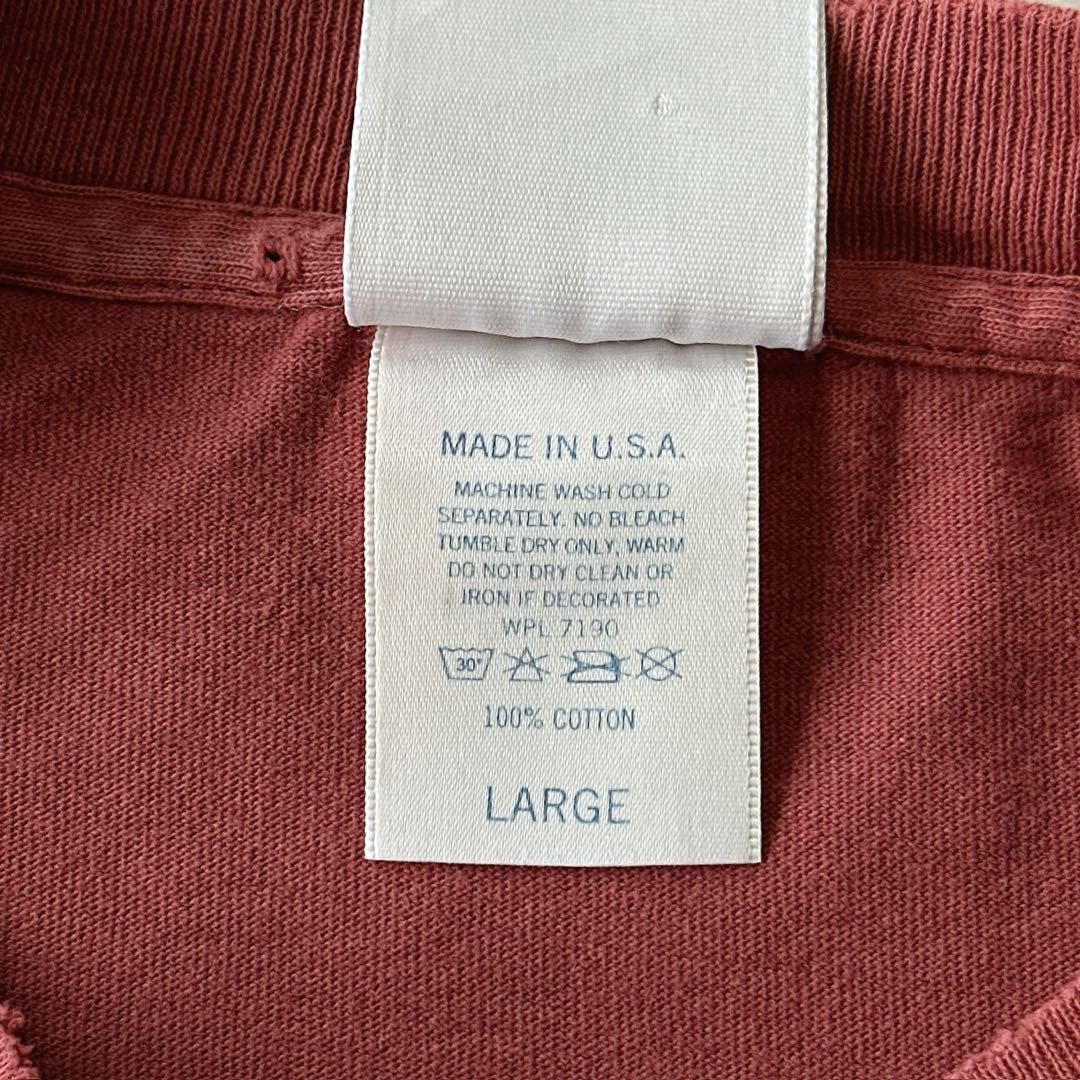 MADE IN U.S.A.
MACHINE WASH COLD
SEPARATELY. NO BLEACH
TUMBLE DRY ONLY, WARM
DO NOT DRY CLEAN OR
IRON IF DECORATED
WPL 7190
30°
100% COTTON
LARGE